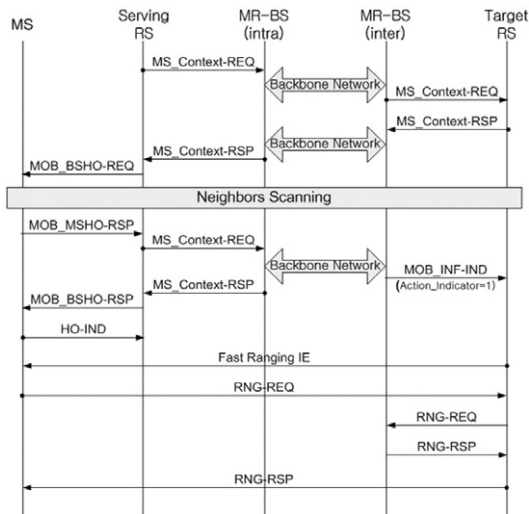 MS
Serving RS
MR-BS (intra)
MR-BS (inter)
Target RS
MS_Context-REQ
Backbone Network
MS_Context-REQ
MS_Context-RSP
Backbone Network
MS_Context-RSP
MOB_BSHO-REQ
Neighbors Scanning
MOB_MSHO-RSP
MS_Context-REQ
Backbone Network
MOB_INF-IND
(Action_Indicator=1)
MS_Context-RSP
MOB_BSHO-RSP
HO-IND
Fast Ranging IE
RNG-REQ
RNG-REQ
RNG-RSP
RNG-RSP